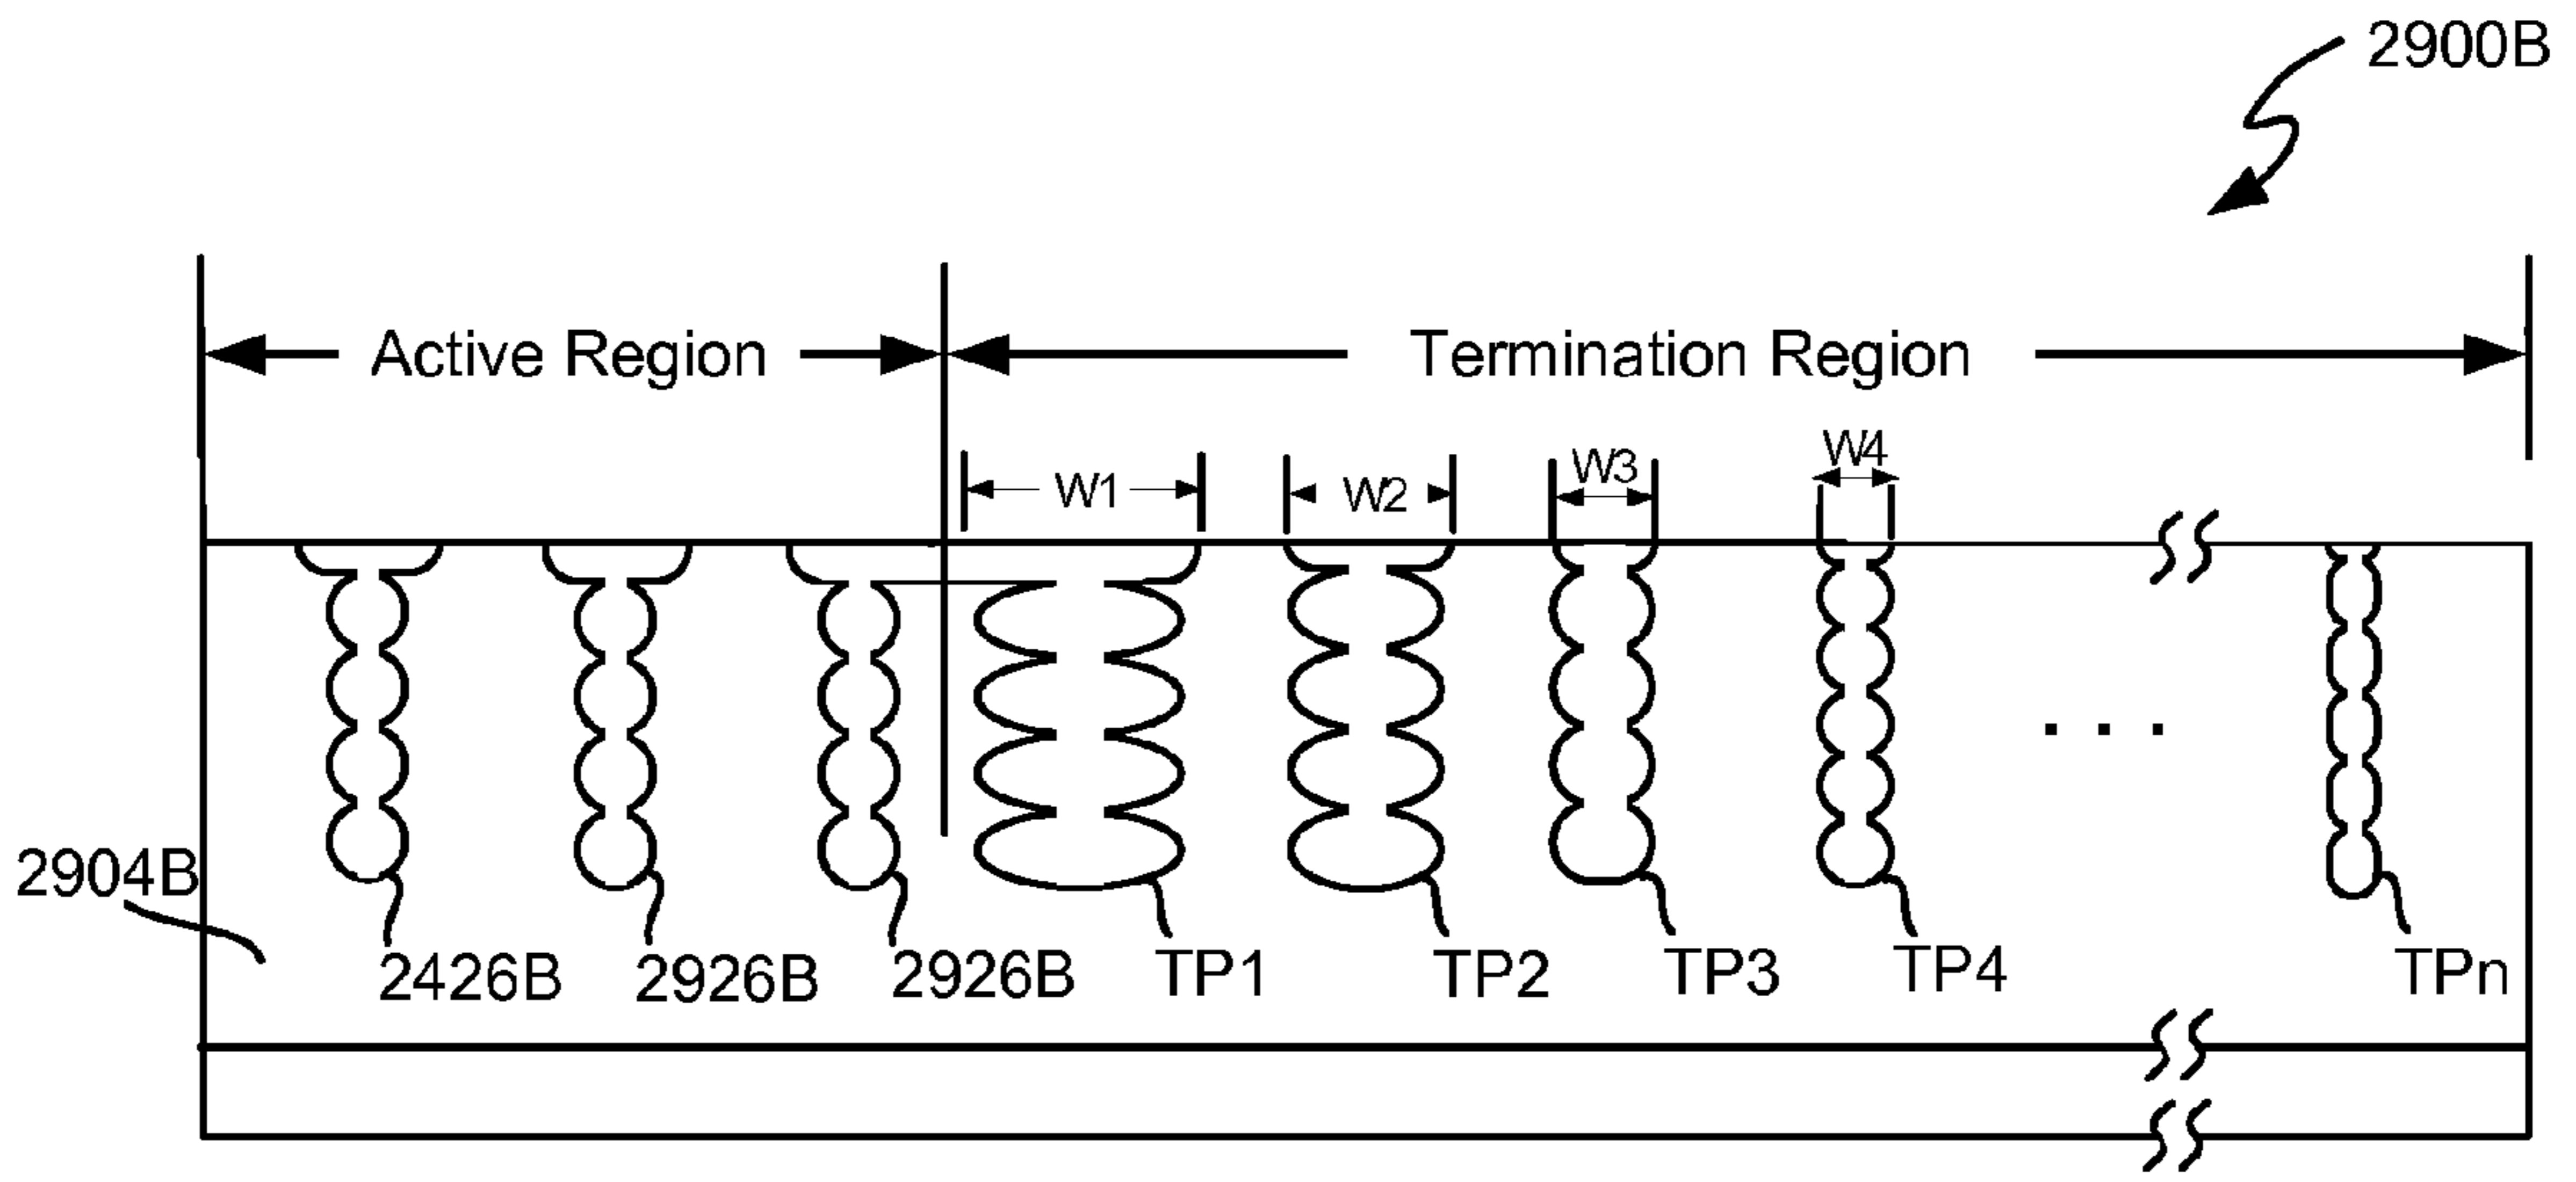 2900B
Active Region
Termination Region
W1
W2
W3
W4
. . .
2904B
2426B
2926B
2926B
TP1
TP2
TP3
TP4
TPn